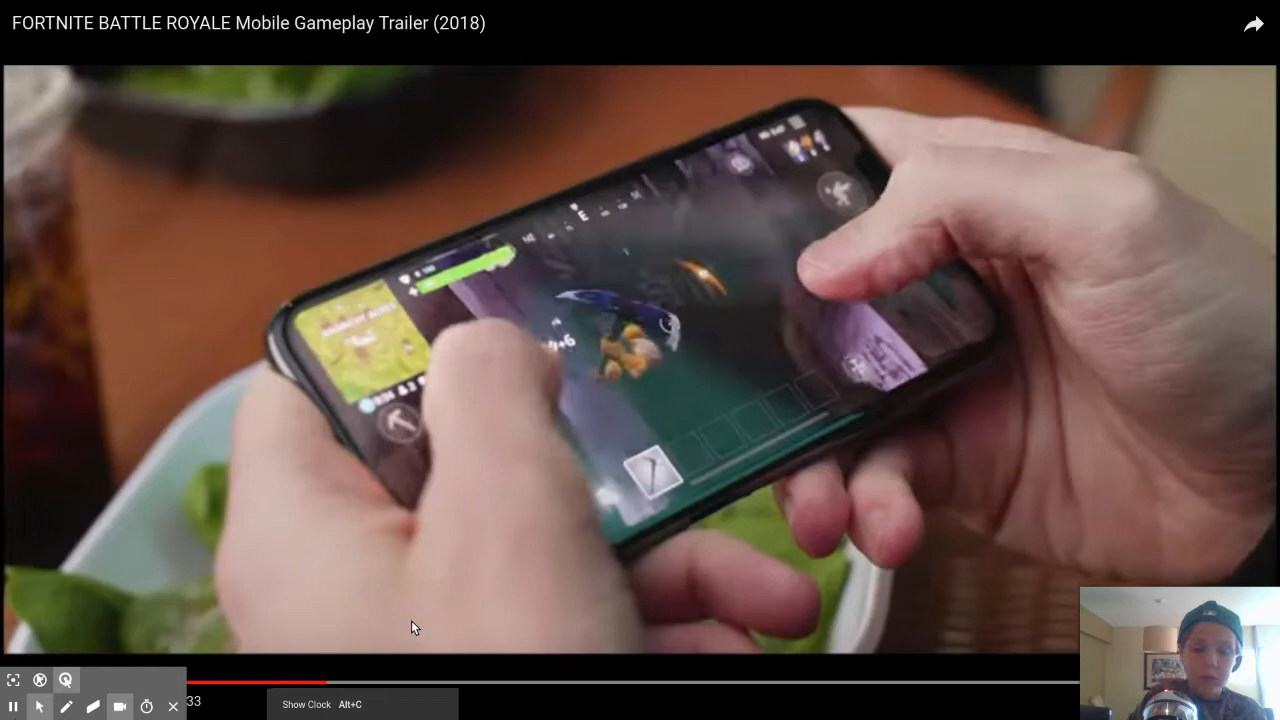 FORTNITE BATTLE ROYALE Mobile Gameplay Trailer (2018)
33
Show Clock Alt+C